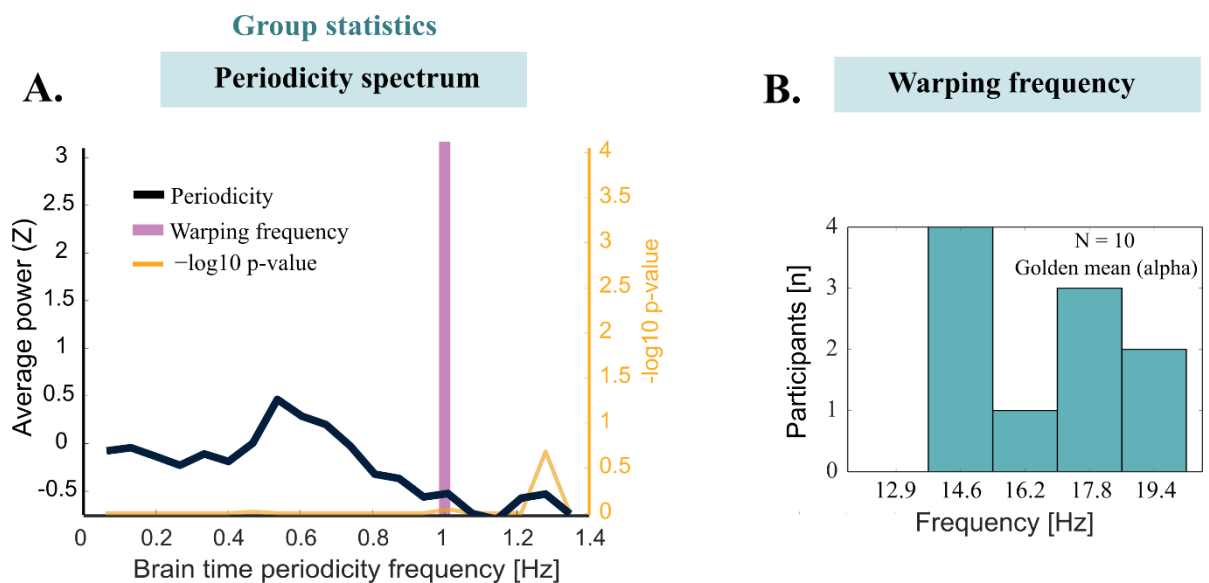 Group statistics
A.
Periodicity spectrum
3
2.5
2
1.5
1
0.5
0
-0.5
Average power (Z)
Periodicity
Warping frequency
−log10 p-value
4
3.5
3
2.5
2
1.5
1
0.5
0
-log10 p-value
0 0.2 0.4 0.6 0.8 1 1.2 1.4
Brain time periodicity frequency [Hz]
B.
Warping frequency
4
3
2
1
0
Participants [n]
N = 10
Golden mean (alpha)
12.9 14.6 16.2 17.8 19.4
Frequency [Hz]